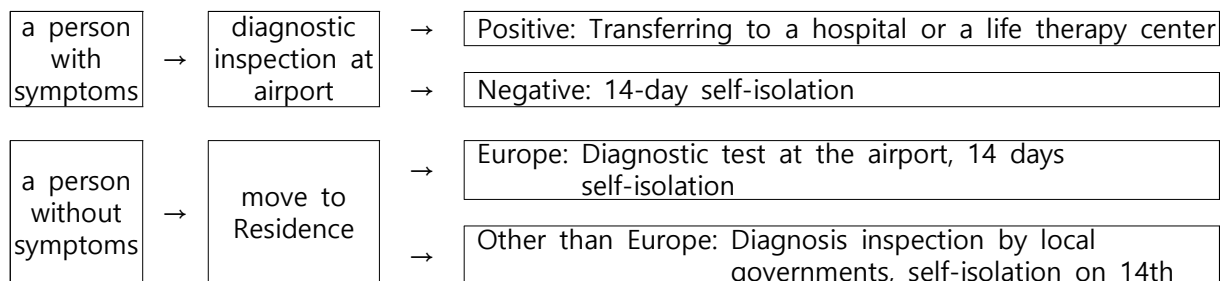 a person
with
symptoms
→
diagnostic
inspection at
airport
→
Positive: Transferring to a hospital or a life therapy center
→
Negative: 14-day self-isolation
a person
without
symptoms
→
move to
Residence
→
Europe: Diagnostic test at the airport, 14 days
self-isolation
→
Other than Europe: Diagnosis inspection by local
governments, self-isolation on 14th